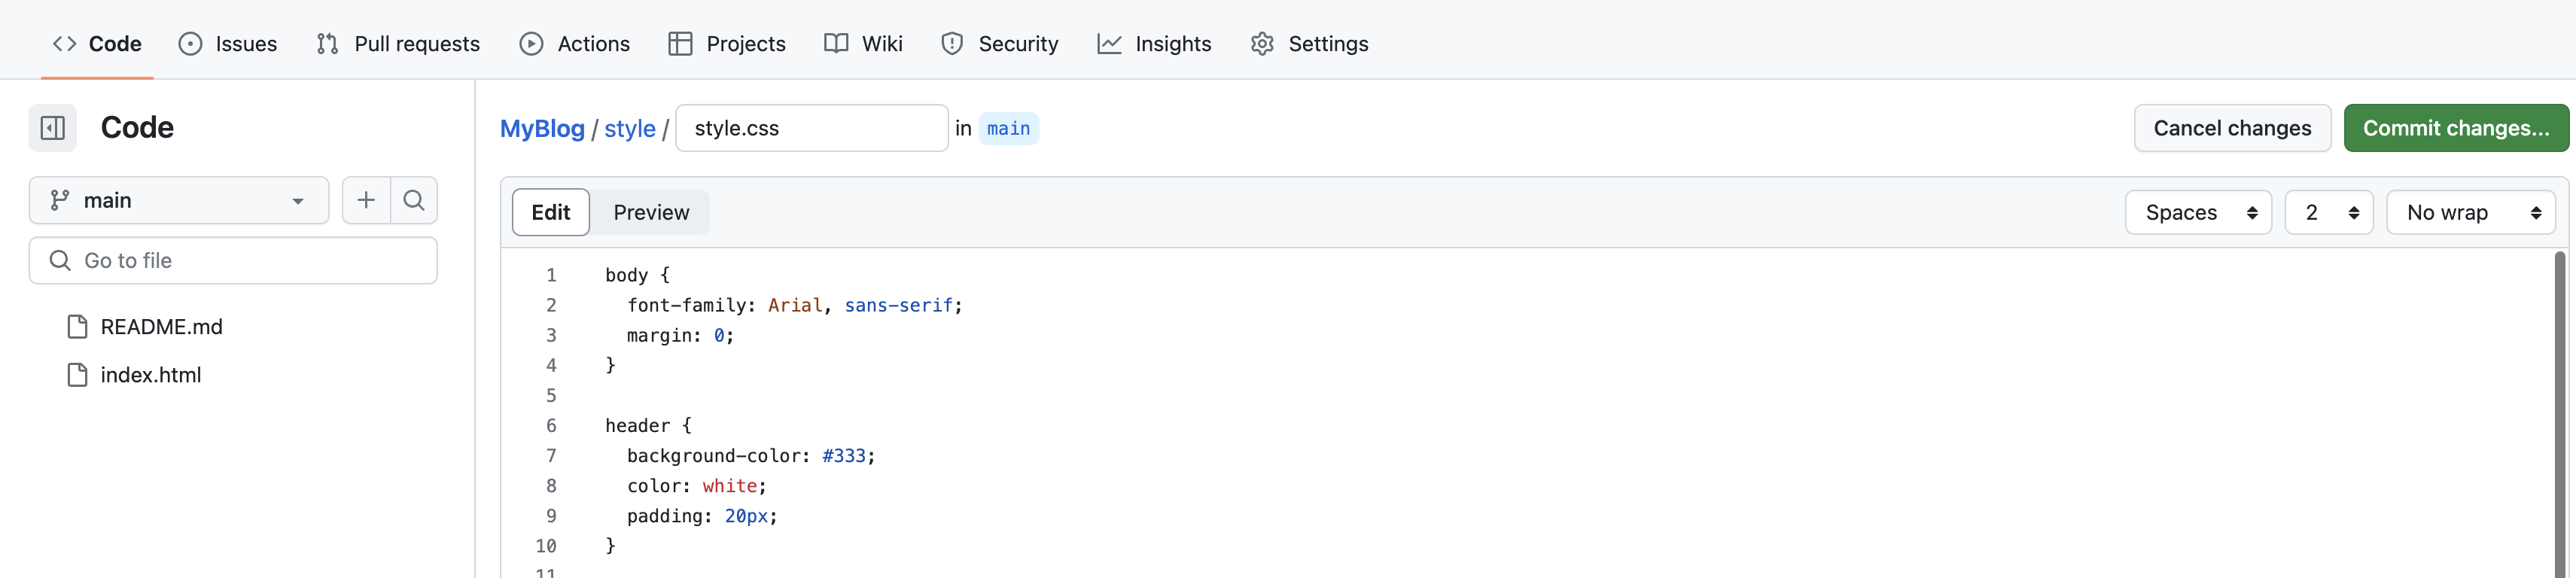 Code Issues Pull requests Actions Projects Wiki Security Insights Settings
Code
main
Go to file
README.md
index.html
MyBlog / style / style.css in main
Cancel changes Commit changes...
Edit Preview
Spaces 2 No wrap
1 body {
2 font-family: Arial, sans-serif;
3 margin: 0;
4 }
5
6 header {
7 background-color: #333;
8 color: white;
9 padding: 20px;
10 }
11